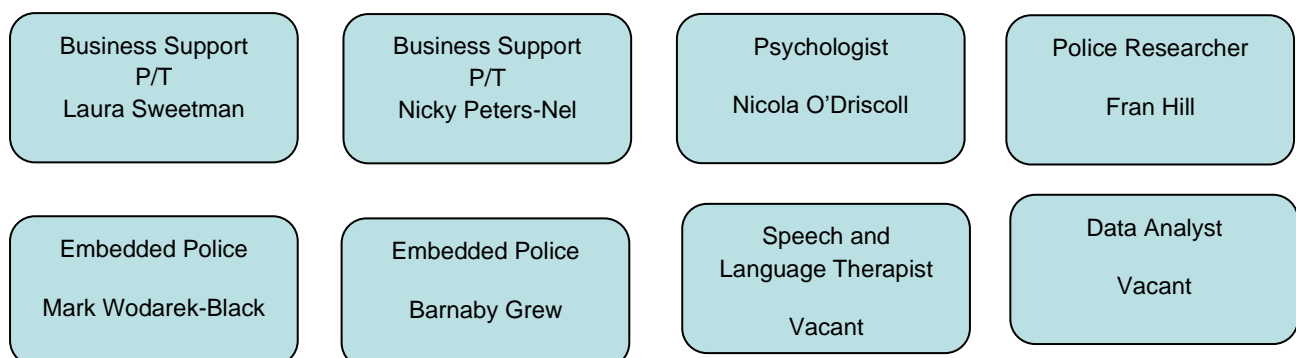 Business Support
P/T
Laura Sweetman
Business Support
P/T
Nicky Peters-Nel
Psychologist
Nicola O’Driscoll
Police Researcher
Fran Hill
Embedded Police
Mark Wodarek-Black
Embedded Police
Barnaby Grew
Speech and
Language Therapist
Vacant
Data Analyst
Vacant